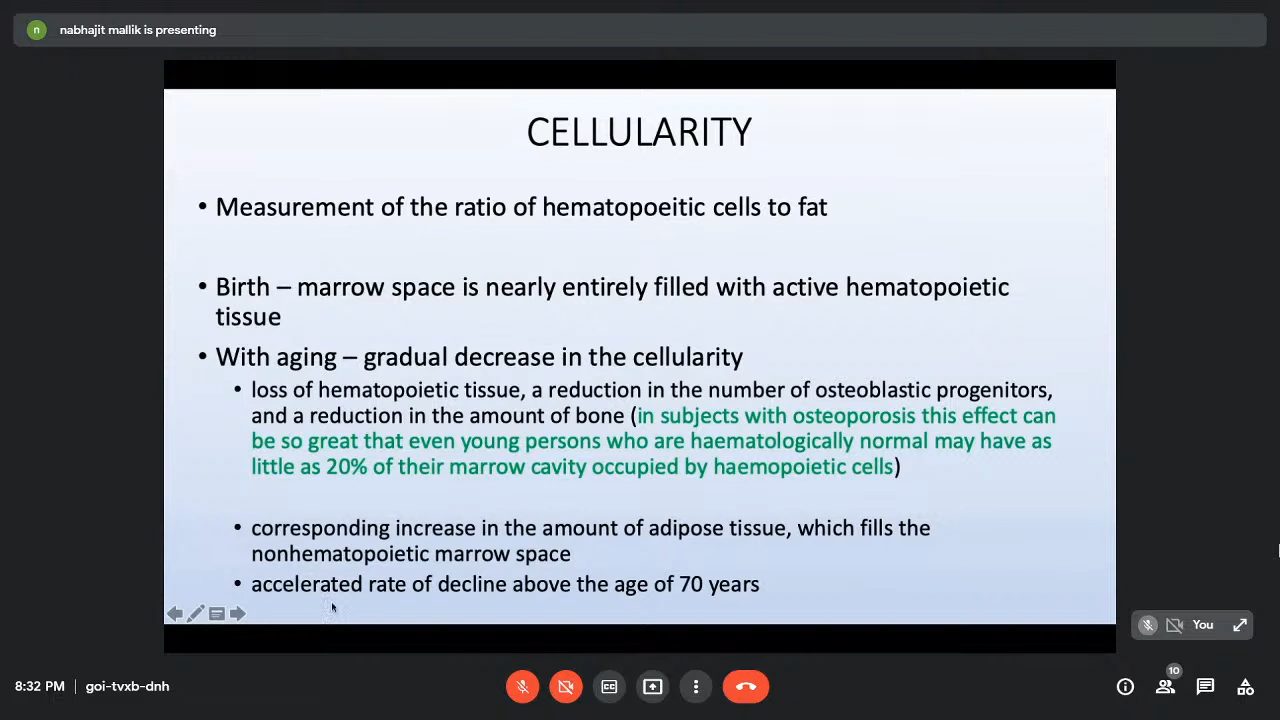 n nabhajit mallik is presenting
CELLULARITY
• Measurement of the ratio of hematopoeitic cells to fat
• Birth – marrow space is nearly entirely filled with active hematopoietic
tissue
• With aging – gradual decrease in the cellularity
• loss of hematopoietic tissue, a reduction in the number of osteoblastic progenitors,
and a reduction in the amount of bone (in subjects with osteoporosis this effect can
be so great that even young persons who are haematologically normal may have as
little as 20% of their marrow cavity occupied by haemopoietic cells)
• corresponding increase in the amount of adipose tissue, which fills the
nonhematopoietic marrow space
• accelerated rate of decline above the age of 70 years
You
8:32 PM | goi-tvxb-dnh
CC
10